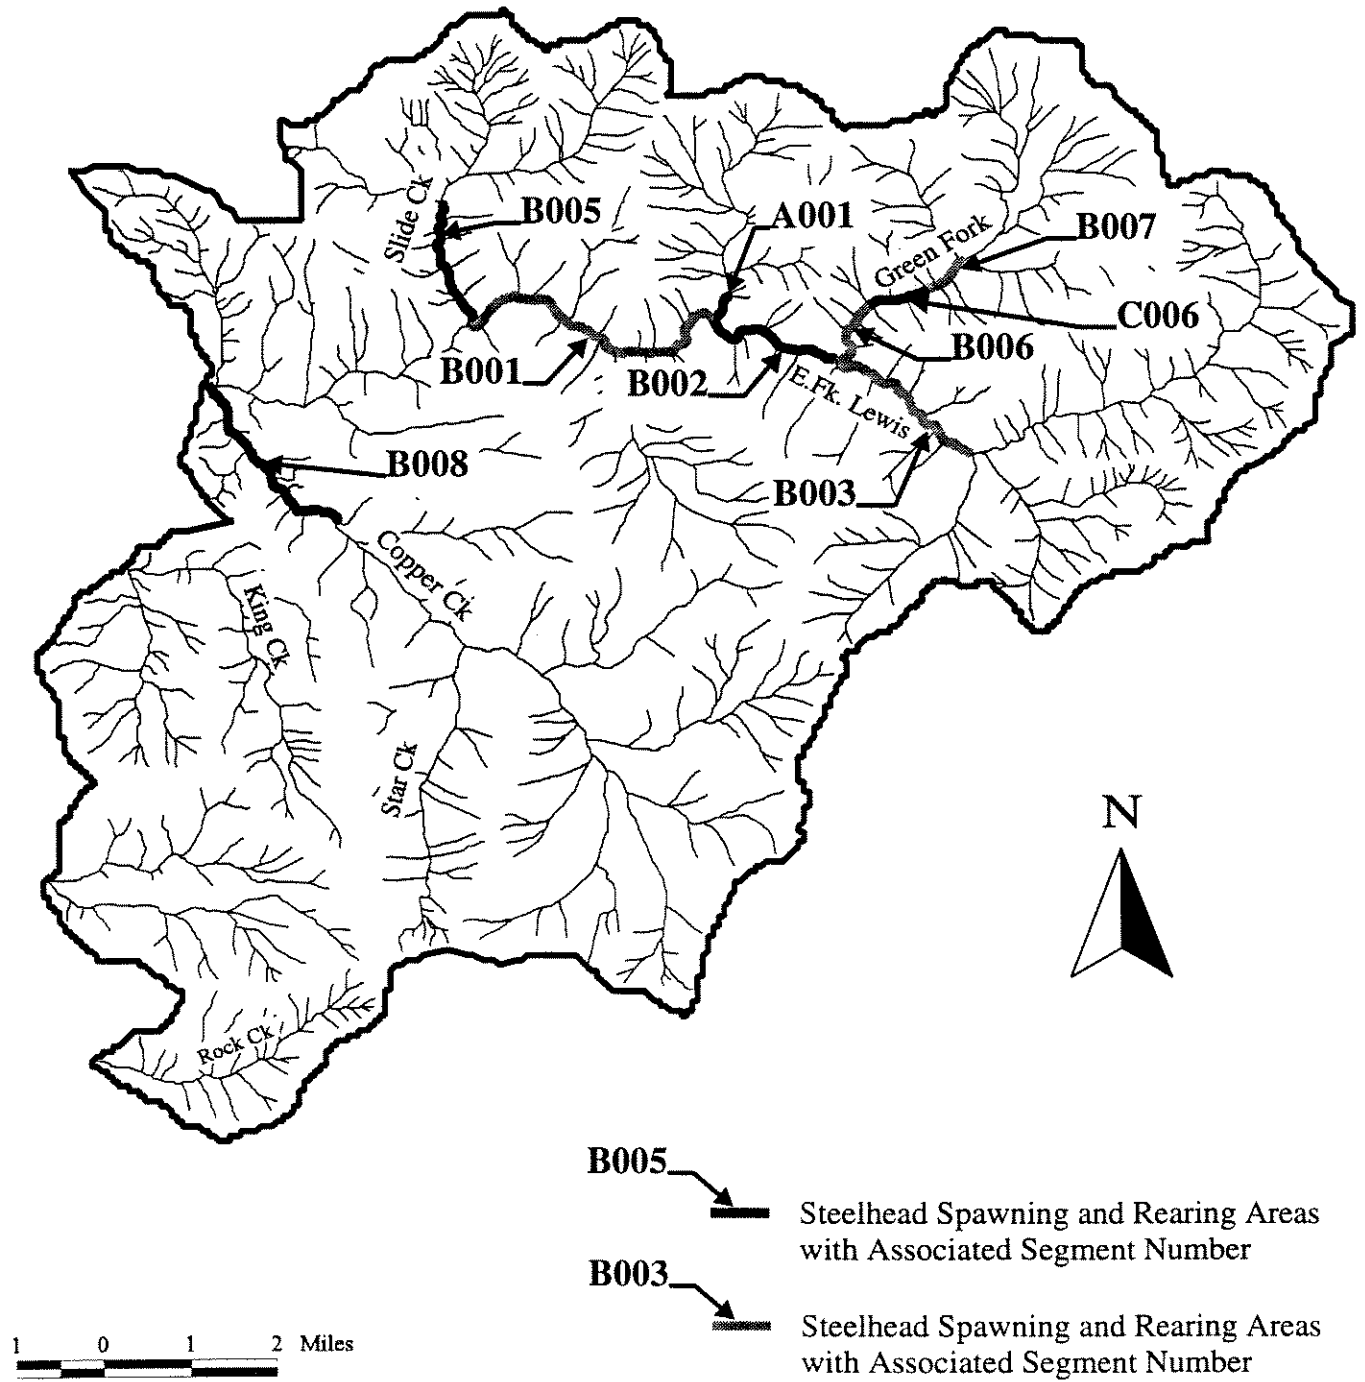 Slide Ck
B005
A001
Green Fork
B007
C006
B006
B001
B002
E.Fk. Lewis
B003
B008
Copper Ck
King Ck
Star Ck
N
Rock Ck
B005
Steelhead Spawning and Rearing Areas
with Associated Segment Number
B003
Steelhead Spawning and Rearing Areas
with Associated Segment Number
1 0 1 2 Miles